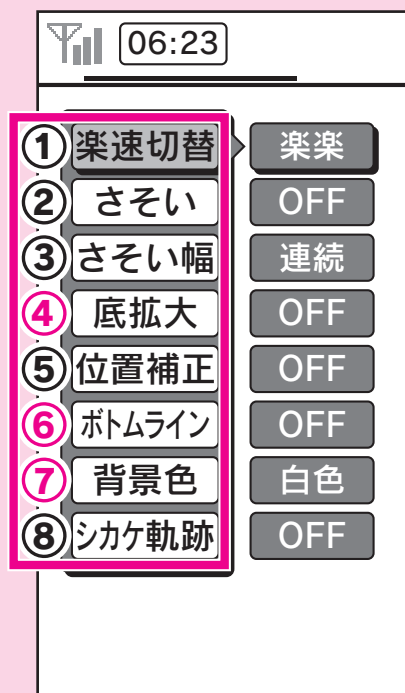 06:23
①楽速切替 楽楽
②さそい OFF
③さそい幅 連続
④底拡大 OFF
⑤位置補正 OFF
⑥ボトムライン OFF
⑦背景色 白色
⑧シカケ軌跡 OFF